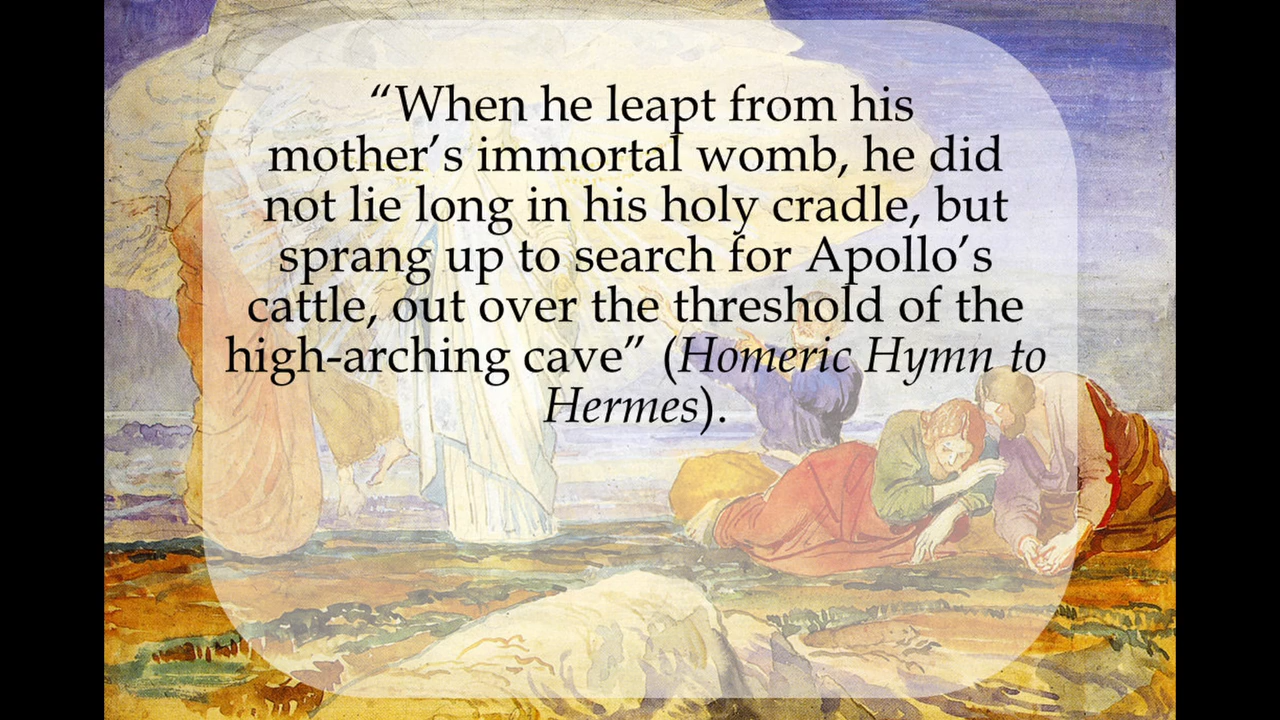 “When he leapt from his
mother’s immortal womb, he did
not lie long in his holy cradle, but
sprang up to search for Apollo’s
cattle, out over the threshold of the
high-arching cave” (Homeric Hymn to
Hermes).